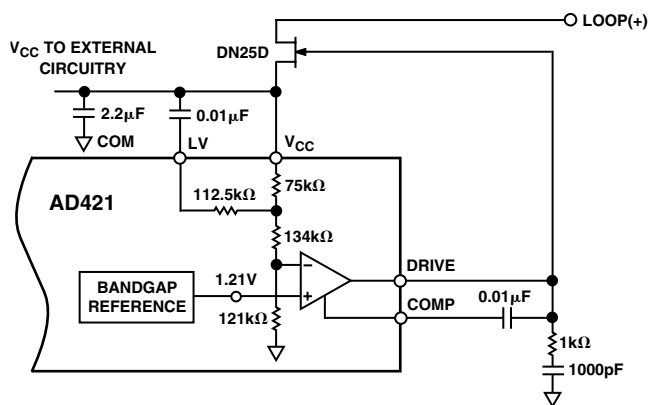 LOOP(+)
DN25D
V_CC TO EXTERNAL
CIRCUITRY
2.2µF
0.01µF
COM
LV
V_CC
AD421
112.5kΩ
75kΩ
134kΩ
BANDGAP
REFERENCE
1.21V
121kΩ
−
+
DRIVE
COMP
0.01µF
1kΩ
1000pF